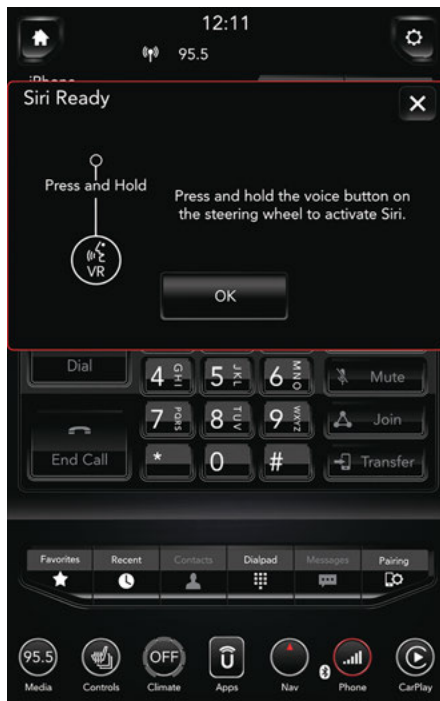 12:11
95.5
iPhone
Siri Ready
Press and Hold
VR
Press and hold the voice button on
the steering wheel to activate Siri.
OK
Dial
4 GHI
5 JKL
6 MNO
Mute
7 PQRS
8 TUV
9 WXYZ
Join
End Call
*
0
#
Transfer
Favorites
Recent
Contacts
Dialpad
Messages
Pairing
95.5
OFF
Media
Controls
Climate
Apps
Nav
Phone
CarPlay